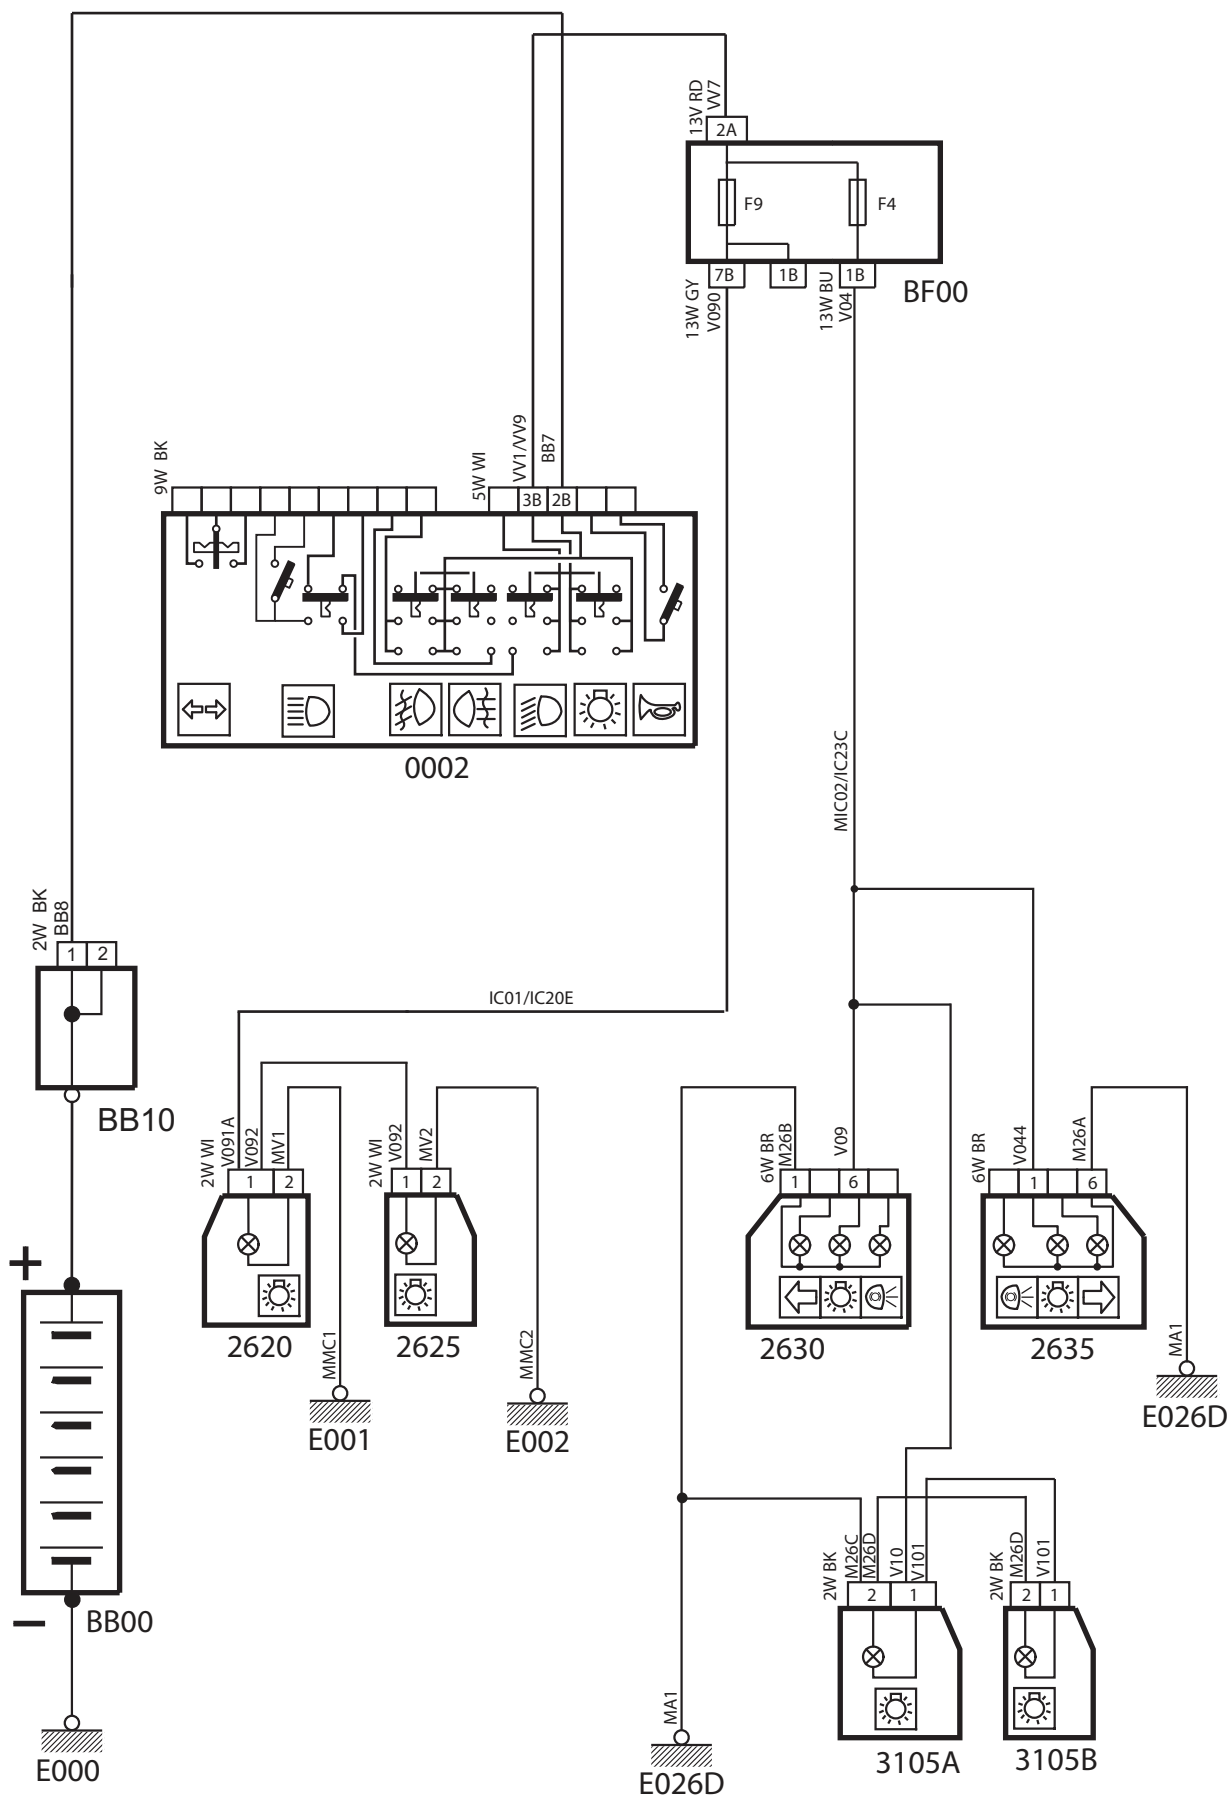 13V RD
VV7
2A
F9
F4
7B
1B
1B
BF00
13W GY
V090
13W BU
V04
9W BK
5W WI
VV1/VV9
BB7
3B
2B
0002
MIC02/IC23C
2W BK
BB8
1
2
BB10
IC01/IC20E
2W WI
V091A
V092
MV1
1
2
2620
2W WI
V092
MV2
1
2
2625
MMC1
E001
MMC2
E002
6W BR
M26B
V09
1
6
2630
6W BR
V044
M26A
1
6
2635
MA1
E026D
+
−
BB00
E000
MA1
E026D
2W BK
M26C
M26D
V10
V101
2
1
3105A
2W BK
M26D
V101
2
1
3105B